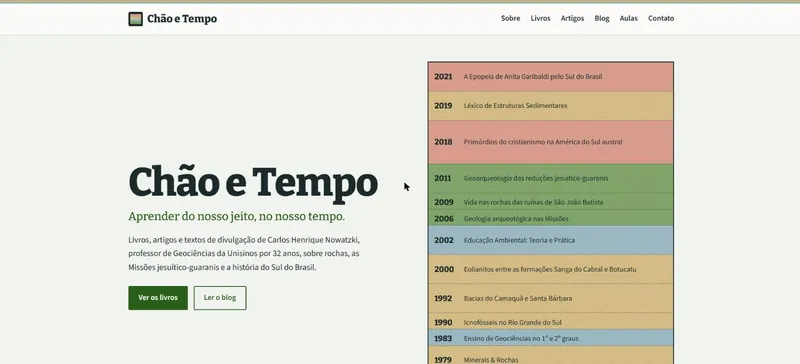 Chão e Tempo
Sobre Livros Artigos Blog Aulas Contato
Chão e Tempo
Aprender do nosso jeito, no nosso tempo.
Livros, artigos e textos de divulgação de Carlos Henrique Nowatzki,
professor de Geociências da Unisinos por 32 anos, sobre rochas, as
Missões jesuítico-guaranis e a história do Sul do Brasil.
Ver os livros Ler o blog
2021 A Epopeia de Anita Garibaldi pelo Sul do Brasil
2019 Léxico de Estruturas Sedimentares
2018 Primórdios do cristianismo na América do Sul austral
2011 Geoarqueologia das reduções jesuítico-guaranis
2009 Vida nas rochas das ruínas de São João Batista
2006 Geologia arqueológica nas Missões
2002 Educação Ambiental: Teoria e Prática
2000 Eolianitos entre as formações Sanga do Cabral e Botucatu
1992 Bacias do Camaquã e Santa Bárbara
1990 Icnofósseis no Rio Grande do Sul
1983 Ensino de Geociências no 1º e 2º graus
1979 Minerais & Rochas